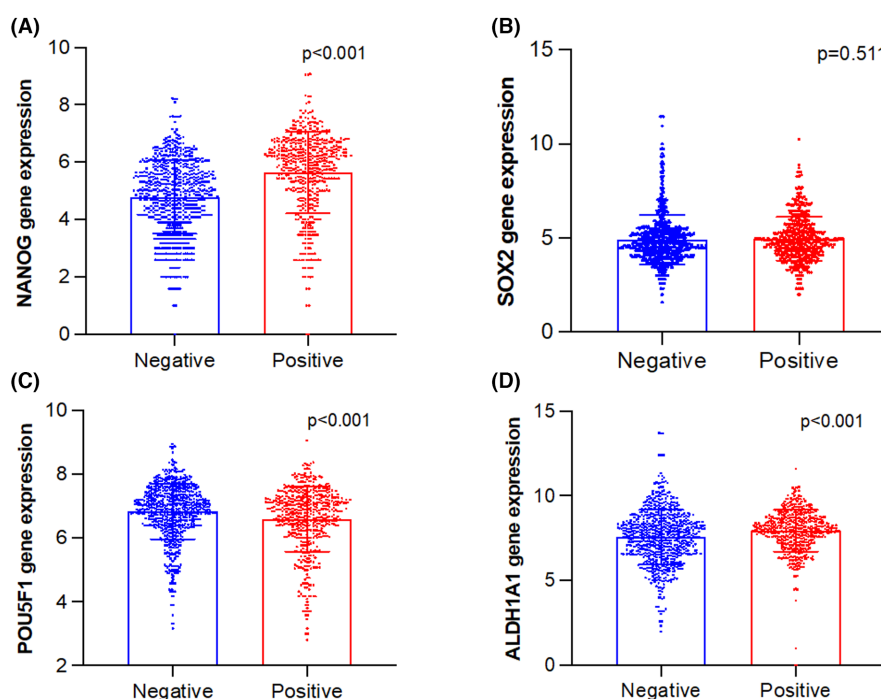 (A)
NANOG gene expression
10
8
6
4
2
0
p<0.001
Negative Positive
(B)
SOX2 gene expression
15
10
5
0
p=0.511
Negative Positive
(C)
POU5F1 gene expression
10
8
6
4
2
p<0.001
Negative Positive
(D)
ALDH1A1 gene expression
15
10
5
0
p<0.001
Negative Positive